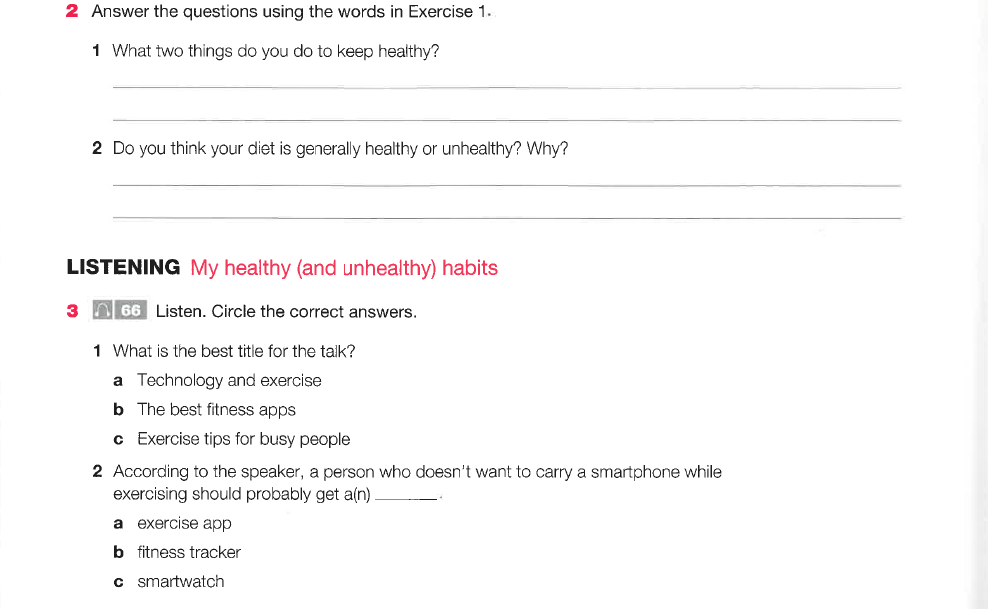 2 Answer the questions using the words in Exercise 1.
1 What two things do you do to keep healthy?
2 Do you think your diet is generally healthy or unhealthy? Why?
LISTENING My healthy (and unhealthy) habits
3 66 Listen. Circle the correct answers.
1 What is the best title for the talk?
a Technology and exercise
b The best fitness apps
c Exercise tips for busy people
2 According to the speaker, a person who doesn't want to carry a smartphone while
exercising should probably get a(n) ______.
a exercise app
b fitness tracker
c smartwatch